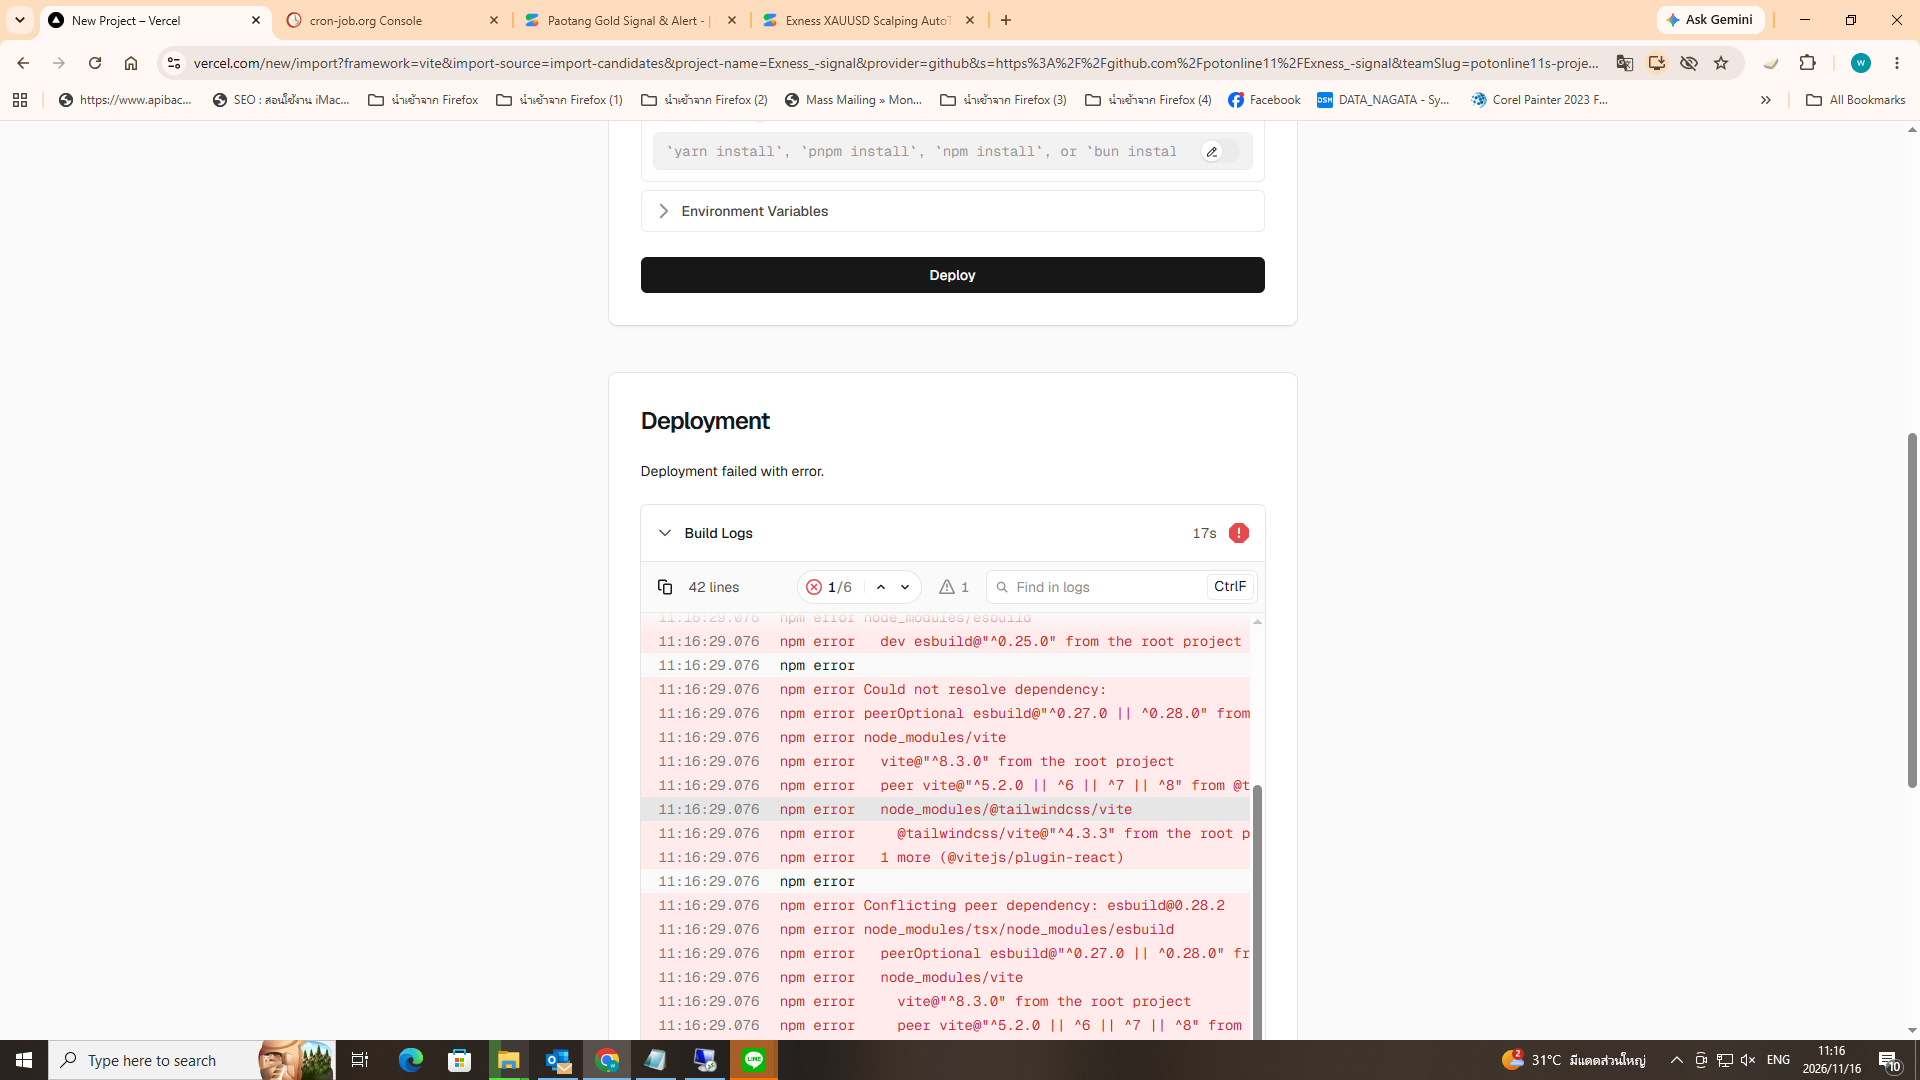 New Project – Vercel
cron-job.org Console
Paotang Gold Signal & Alert - |
Exness XAUUSD Scalping AutoT
Ask Gemini
vercel.com/new/import?framework=vite&import-source=import-candidates&project-name=Exness_-signal&provider=github&s=https%3A%2F%2Fgithub.com%2Fpotonline11%2FExness_-signal&teamSlug=potonline11s-proje...
w
https://www.apibac...
SEO : สอนใช้งาน iMac...
นำเข้าจาก Firefox
นำเข้าจาก Firefox (1)
นำเข้าจาก Firefox (2)
Mass Mailing » Mon...
นำเข้าจาก Firefox (3)
นำเข้าจาก Firefox (4)
Facebook
DSM DATA_NAGATA - Sy...
Corel Painter 2023 F...
All Bookmarks
`yarn install`, `pnpm install`, `npm install`, or `bun instal
Environment Variables
Deploy
Deployment
Deployment failed with error.
Build Logs
17s
42 lines
1/6
1
Find in logs
CtrlF
11:16:29.076 npm error node_modules/esbuild
11:16:29.076 npm error   dev esbuild@"^0.25.0" from the root project
11:16:29.076 npm error
11:16:29.076 npm error Could not resolve dependency:
11:16:29.076 npm error peerOptional esbuild@"^0.27.0 || ^0.28.0" from
11:16:29.076 npm error node_modules/vite
11:16:29.076 npm error   vite@"^8.3.0" from the root project
11:16:29.076 npm error   peer vite@"^5.2.0 || ^6 || ^7 || ^8" from @t
11:16:29.076 npm error   node_modules/@tailwindcss/vite
11:16:29.076 npm error     @tailwindcss/vite@"^4.3.3" from the root p
11:16:29.076 npm error   1 more (@vitejs/plugin-react)
11:16:29.076 npm error
11:16:29.076 npm error Conflicting peer dependency: esbuild@0.28.2
11:16:29.076 npm error node_modules/tsx/node_modules/esbuild
11:16:29.076 npm error   peerOptional esbuild@"^0.27.0 || ^0.28.0" fr
11:16:29.076 npm error   node_modules/vite
11:16:29.076 npm error     vite@"^8.3.0" from the root project
11:16:29.076 npm error     peer vite@"^5.2.0 || ^6 || ^7 || ^8" from
Type here to search
LINE
2
31°C มีแดดส่วนใหญ่
ENG
11:16
2026/11/16
10